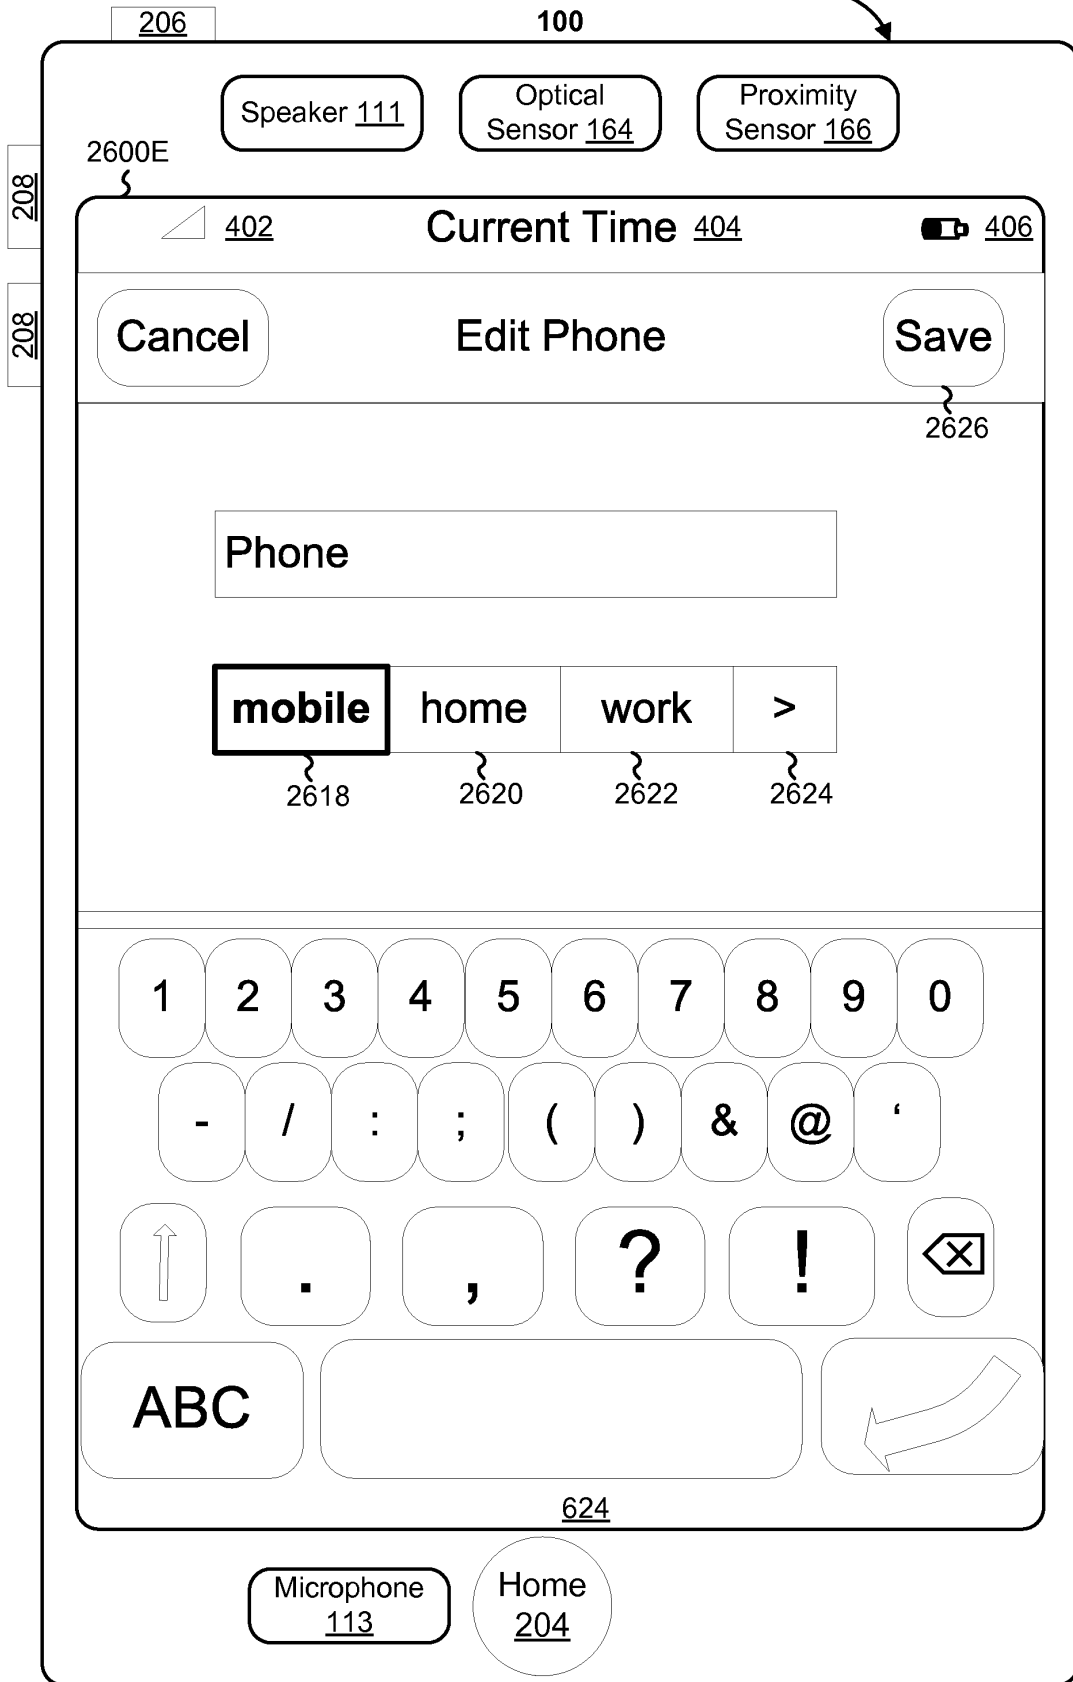 206
100
Speaker 111
Optical
Sensor 164
Proximity
Sensor 166
2600E
208
208
402
Current Time 404
406
Cancel
Edit Phone
Save
2626
Phone
mobile home work >
2618 2620 2622 2624
1 2 3 4 5 6 7 8 9 0
- / : ; ( ) & @ ‘
. , ? !
ABC
624
Microphone
113
Home
204